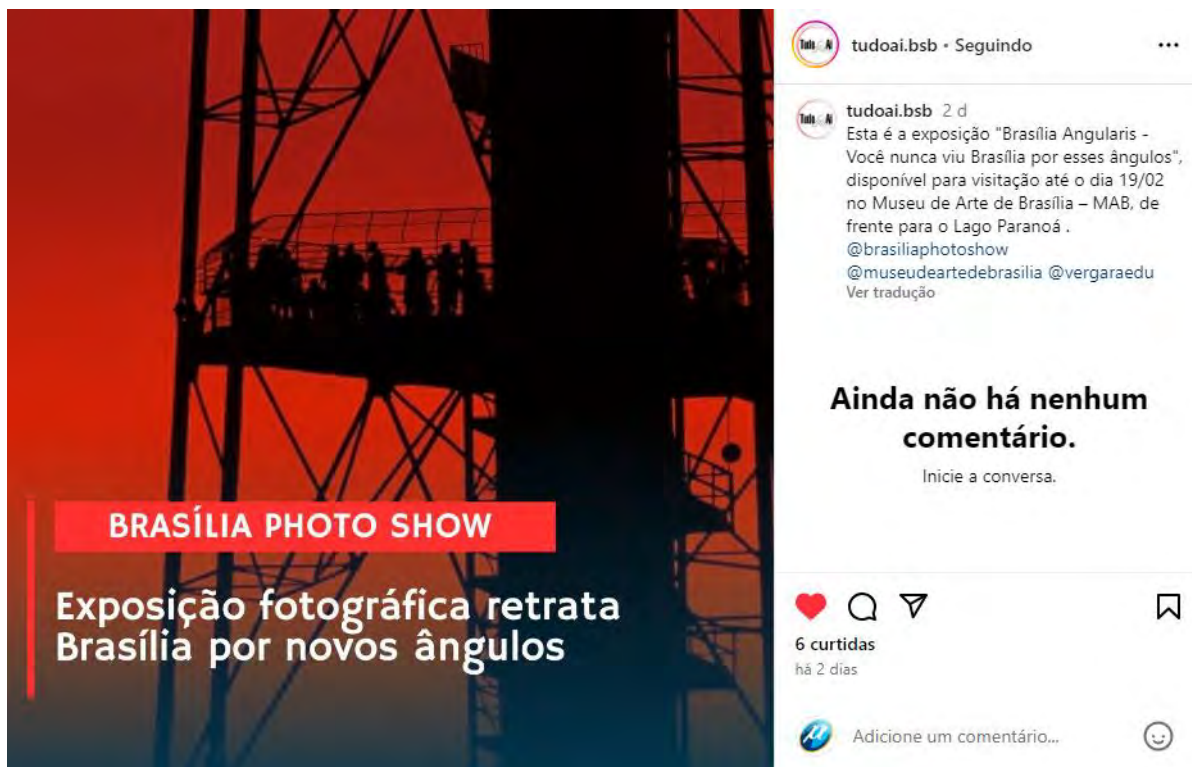 BRASÍLIA PHOTO SHOW
Exposição fotográfica retrata
Brasília por novos ângulos
tudoai.bsb • Seguindo
tudoai.bsb 2 d
Esta é a exposição "Brasília Angularis -
Você nunca viu Brasília por esses ângulos",
disponível para visitação até o dia 19/02
no Museu de Arte de Brasília – MAB, de
frente para o Lago Paranoá .
@brasiliaphotoshow
@museudeartedebrasilia @vergaraedu
Ver tradução
Ainda não há nenhum
comentário.
Inicie a conversa.
6 curtidas
há 2 dias
Adicione um comentário...